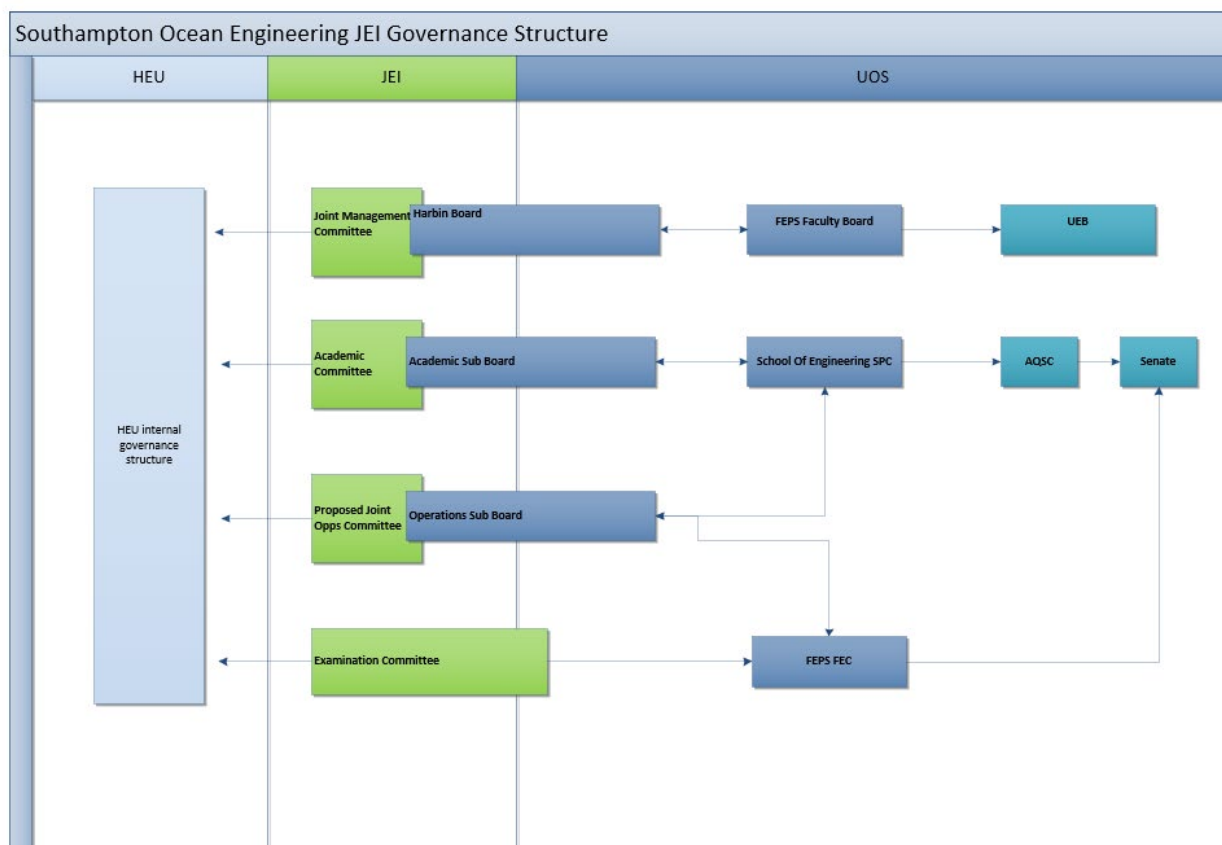 Southampton Ocean Engineering JEI Governance Structure
HEU
JEI
UOS
Joint Management
Committee
Harbin Board
FEPS Faculty Board
UEB
Academic
Committee
Academic Sub Board
School Of Engineering SPC
AQSC
Senate
HEU internal
governance
structure
Proposed Joint
Opps Committee
Operations Sub Board
Examination Committee
FEPS FEC